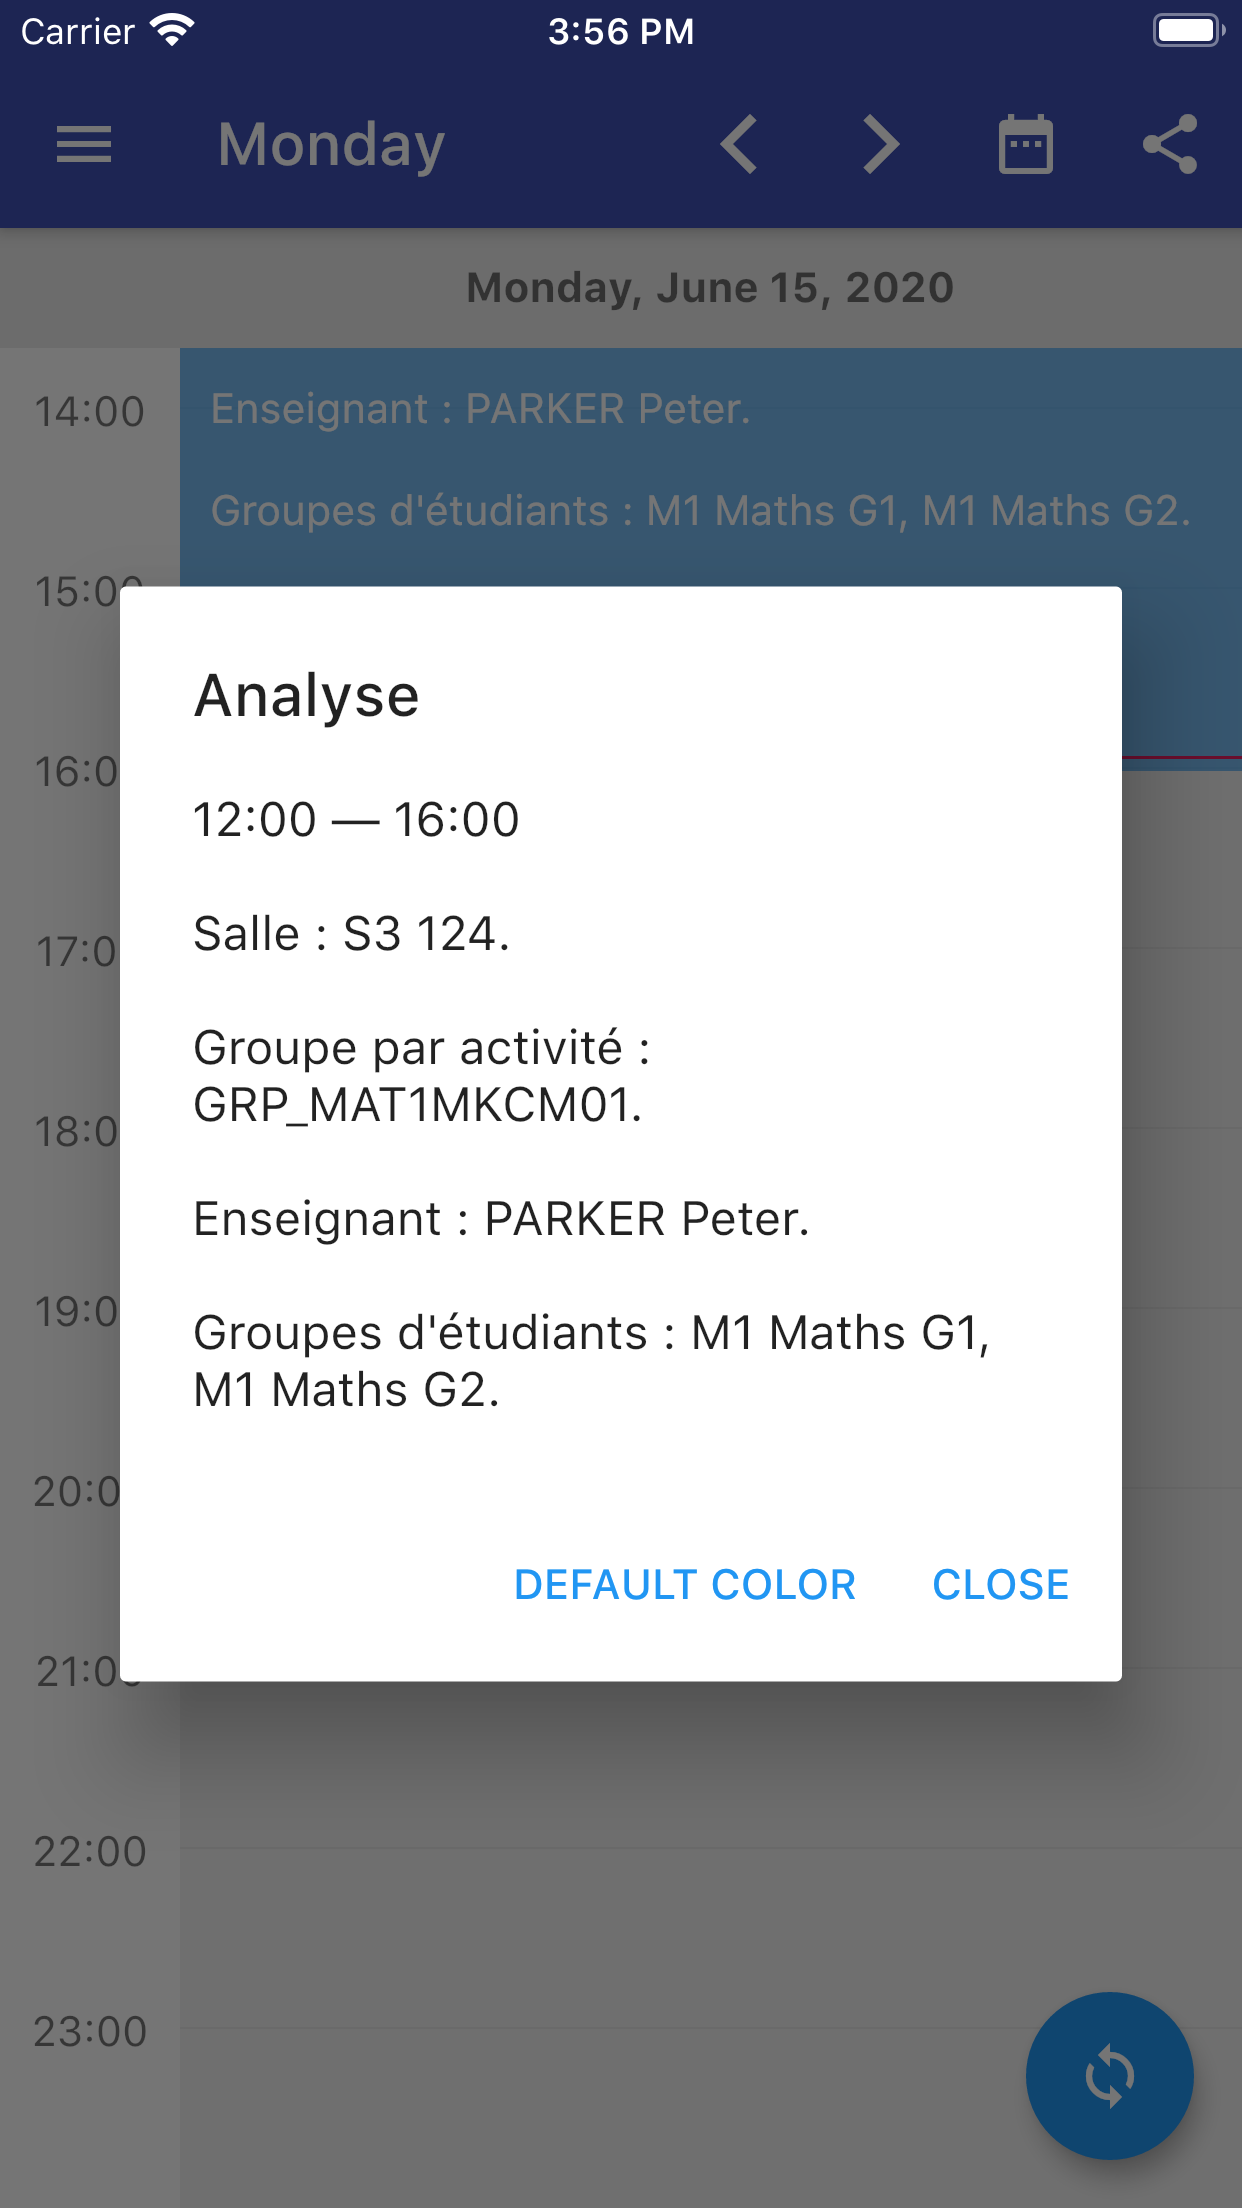 Carrier 3:56 PM
Monday
Monday, June 15, 2020
14:00
Enseignant : PARKER Peter.
Groupes d'étudiants : M1 Maths G1, M1 Maths G2.
15:00
Analyse
16:0
12:00 — 16:00
Salle : S3 124.
17:0
Groupe par activité :
GRP_MAT1MKCM01.
18:0
Enseignant : PARKER Peter.
19:0
Groupes d'étudiants : M1 Maths G1,
M1 Maths G2.
20:0
DEFAULT COLOR CLOSE
21:00
22:00
23:00